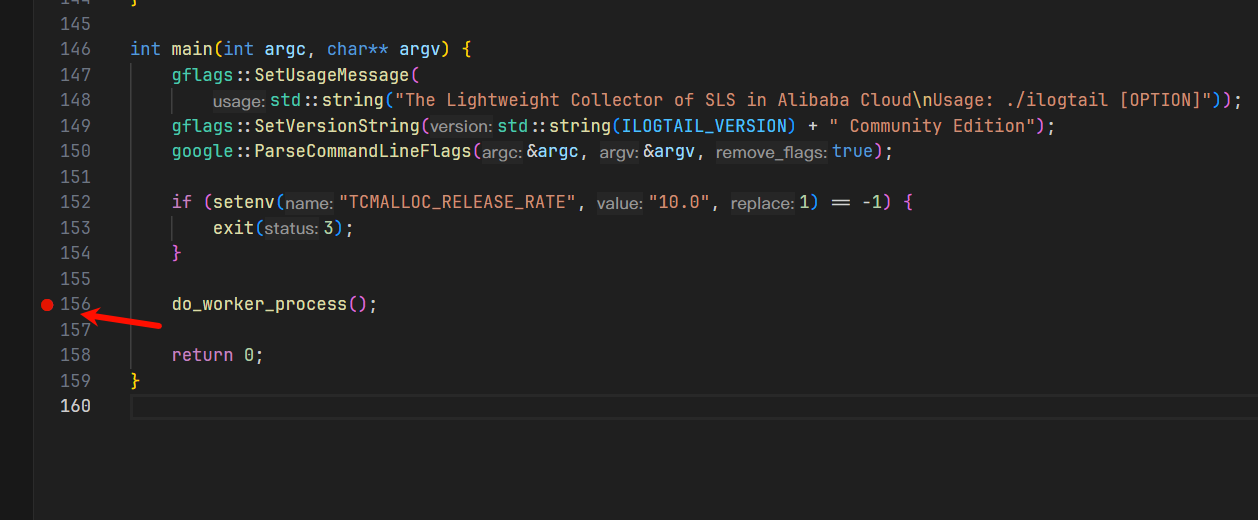 144 }
145
146 int main(int argc, char** argv) {
147 gflags::SetUsageMessage(
148 usage: std::string("The Lightweight Collector of SLS in Alibaba Cloud\nUsage: ./ilogtail [OPTION]"));
149 gflags::SetVersionString(version: std::string(ILOGTAIL_VERSION) + " Community Edition");
150 google::ParseCommandLineFlags(argc: &argc, argv: &argv, remove_flags: true);
151
152 if (setenv(name: "TCMALLOC_RELEASE_RATE", value: "10.0", replace: 1) == -1) {
153 exit(status: 3);
154 }
155
156 do_worker_process();
157
158 return 0;
159 }
160